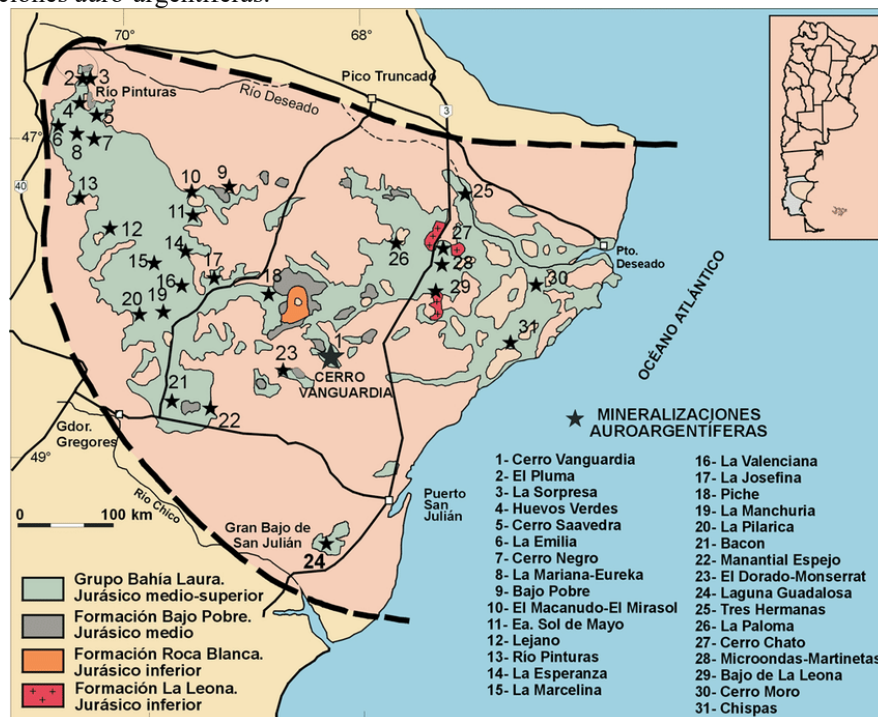 ciones auro-argentíferas.
70°
68°
2
3
Río Pinturas
Pico Truncado
Río Deseado
3
4
5
47°
6
8
7
40
13
10
9
25
11
12
27
26
Pto.
Deseado
14
15
17
28
16
18
29
30
20
19
31
1
23
CERRO
VANGUARDIA
OCÉANO ATLÁNTICO
21
22
Gdor.
Gregores
49°
Río Chico
0
100 km
Puerto
San
Julián
Gran Bajo de
San Julián
24
MINERALIZACIONES
AUROARGENTÍFERAS
1- Cerro Vanguardia
2- El Pluma
3- La Sorpresa
4- Huevos Verdes
5- Cerro Saavedra
6- La Emilia
7- Cerro Negro
8- La Mariana-Eureka
9- Bajo Pobre
10- El Macanudo-El Mirasol
11- Ea. Sol de Mayo
12- Lejano
13- Río Pinturas
14- La Esperanza
15- La Marcelina
16- La Valenciana
17- La Josefina
18- Piche
19- La Manchuria
20- La Pilarica
21- Bacon
22- Manantial Espejo
23- El Dorado-Monserrat
24- Laguna Guadalosa
25- Tres Hermanas
26- La Paloma
27- Cerro Chato
28- Microondas-Martinetas
29- Bajo de La Leona
30- Cerro Moro
31- Chispas
Grupo Bahía Laura.
Jurásico medio-superior
Formación Bajo Pobre.
Jurásico medio
Formación Roca Blanca.
Jurásico inferior
Formación La Leona.
Jurásico inferior